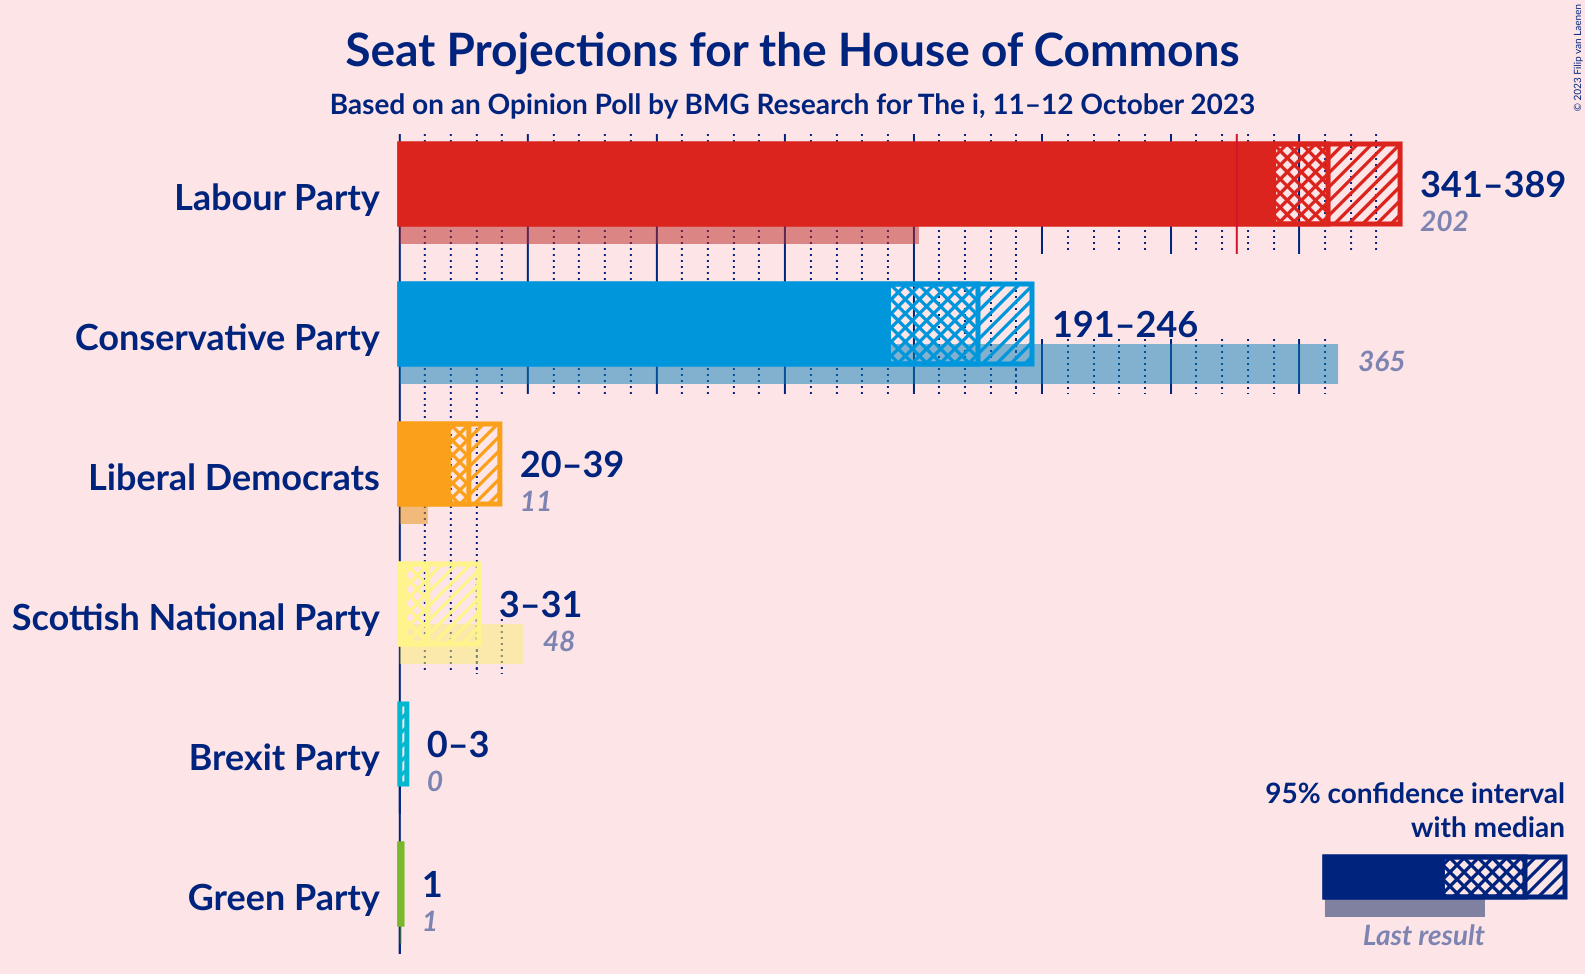 Seat Projections for the House of Commons
Based on an Opinion Poll by BMG Research for The i, 11–12 October 2023
© 2023 Filip van Laenen
Labour Party
341–389
202
Conservative Party
191–246
365
Liberal Democrats
20–39
11
Scottish National Party
3–31
48
Brexit Party
0–3
0
Green Party
1
1
95% confidence interval
with median
Last result